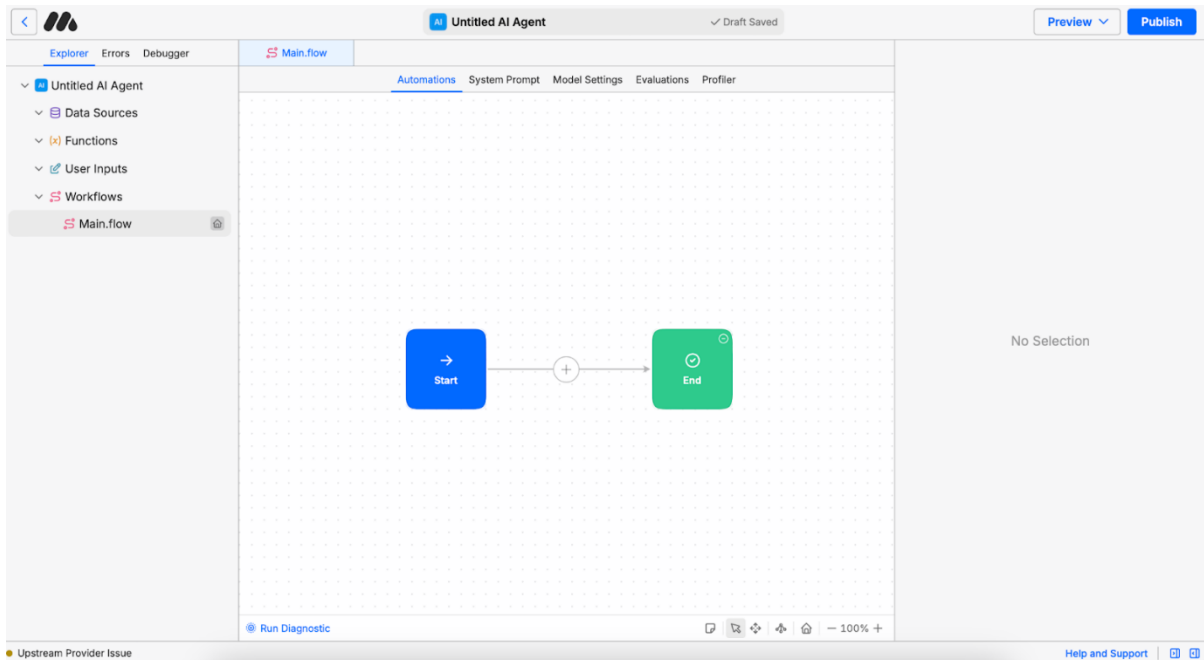 AI Untitled AI Agent
Draft Saved
Preview
Publish
Explorer Errors Debugger
Main.flow
AI Untitled AI Agent
Data Sources
(x) Functions
User Inputs
Workflows
Main.flow
Automations System Prompt Model Settings Evaluations Profiler
Start
End
No Selection
Run Diagnostic
100%
Upstream Provider Issue
Help and Support